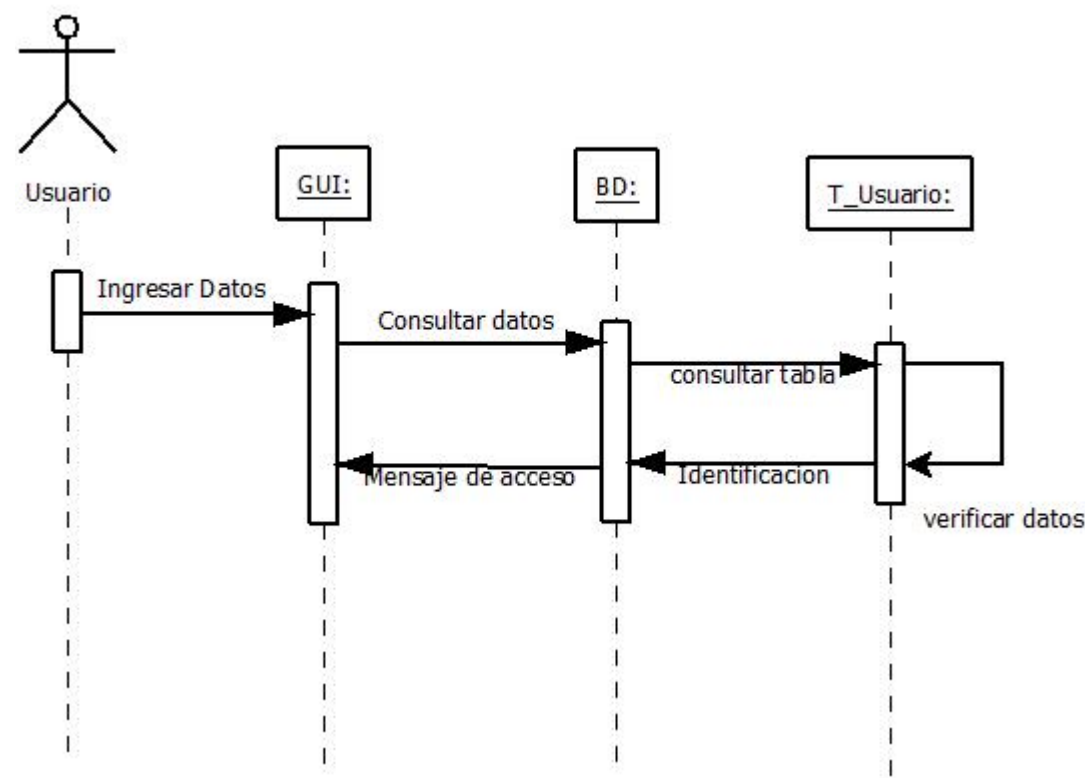 Usuario
GUI:
BD:
T_Usuario:
Ingresar Datos
Consultar datos
consultar tabla
Mensaje de acceso
Identificacion
verificar datos